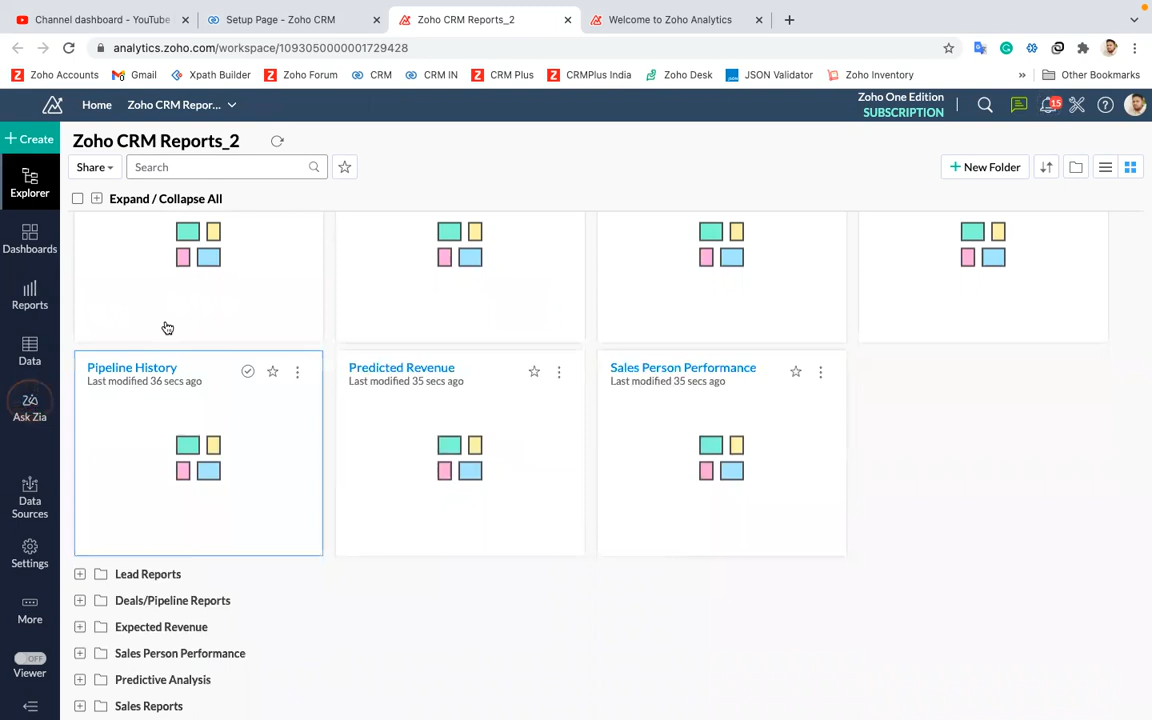 Channel dashboard - YouTube
Setup Page - Zoho CRM
Zoho CRM Reports_2
Welcome to Zoho Analytics
analytics.zoho.com/workspace/1093050000001729428
Zoho Accounts
Gmail
Xpath Builder
Zoho Forum
CRM
CRM IN
CRM Plus
CRMPlus India
Zoho Desk
JSON Validator
Zoho Inventory
»
Other Bookmarks
Home
Zoho CRM Repor...
Zoho One Edition
SUBSCRIPTION
15
+ Create
Zoho CRM Reports_2
Share
Search
+ New Folder
Expand / Collapse All
Explorer
Dashboards
Reports
Data
Ask Zia
Data
Sources
Settings
More
OFF
Viewer
Pipeline History
Last modified 36 secs ago
Predicted Revenue
Last modified 35 secs ago
Sales Person Performance
Last modified 35 secs ago
Lead Reports
Deals/Pipeline Reports
Expected Revenue
Sales Person Performance
Predictive Analysis
Sales Reports